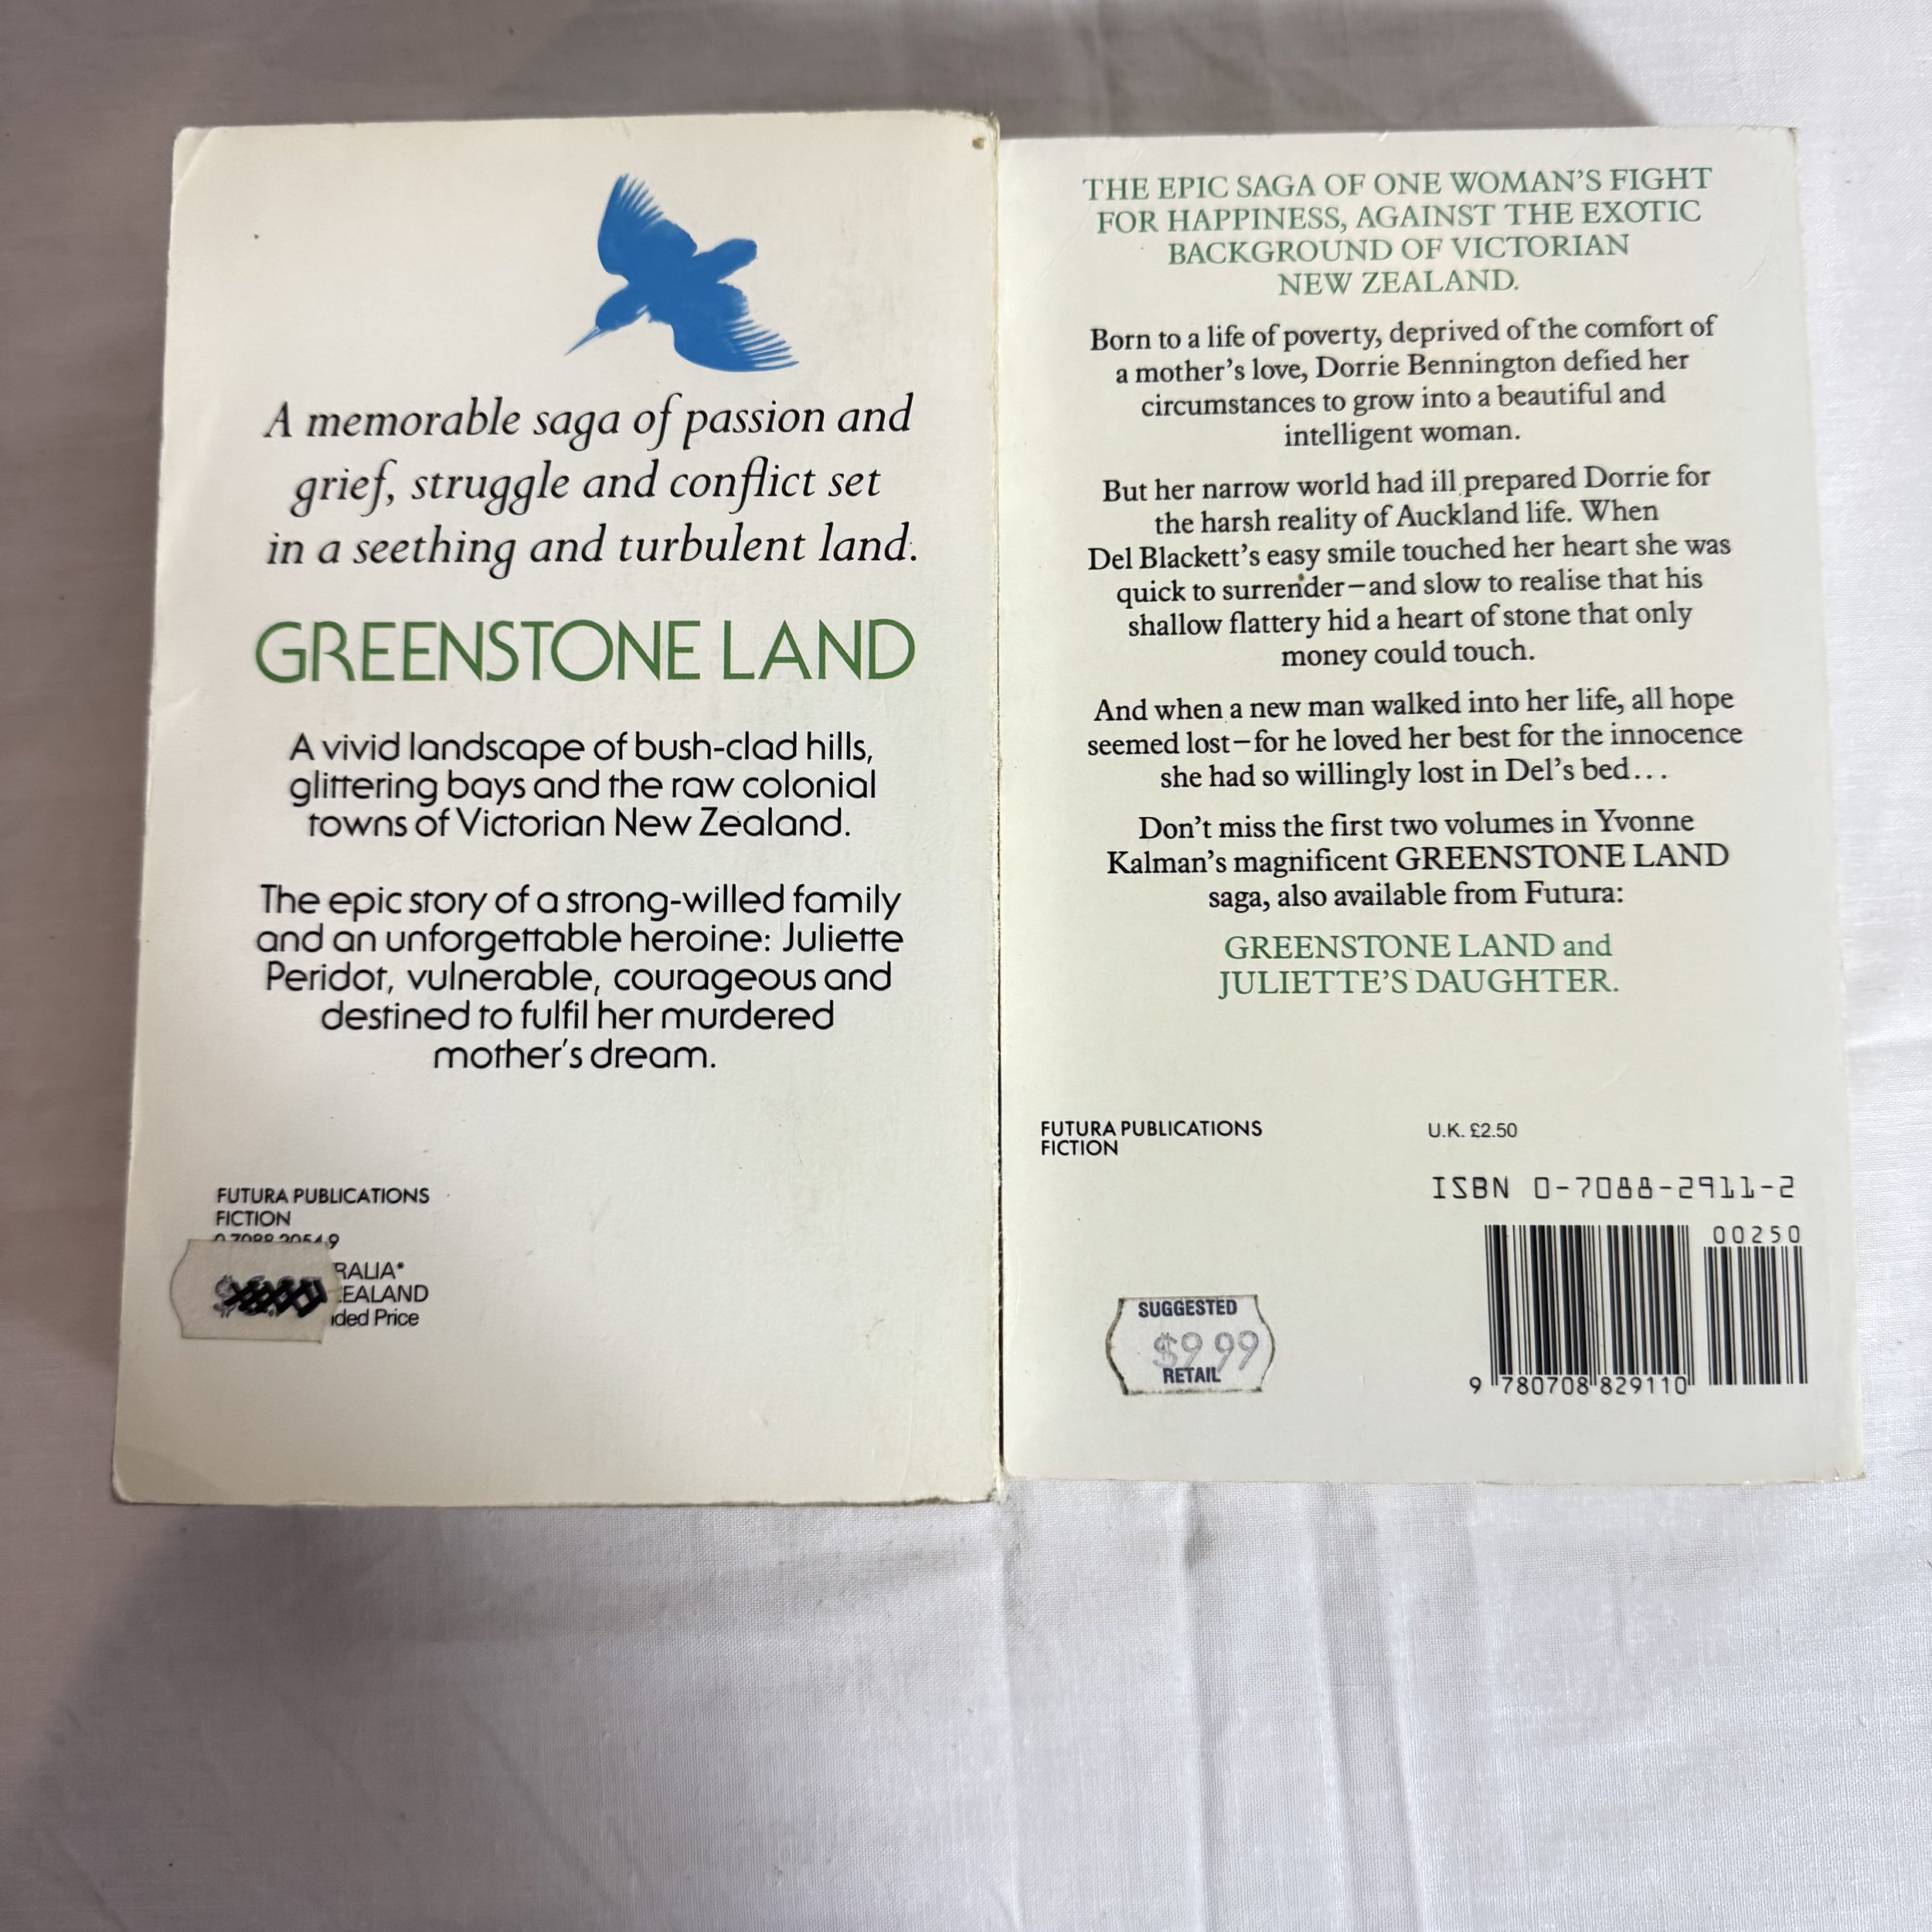 A memorable saga of passion and
grief, struggle and conflict set
in a seething and turbulent land.
GREENSTONE LAND
A vivid landscape of bush-clad hills,
glittering bays and the raw colonial
towns of Victorian New Zealand.
The epic story of a strong-willed family
and an unforgettable heroine: Juliette
Peridot, vulnerable, courageous and
destined to fulfil her murdered
mother's dream.
FUTURA PUBLICATIONS
FICTION
RALIA*
EALAND
ded Price
THE EPIC SAGA OF ONE WOMAN'S FIGHT
FOR HAPPINESS, AGAINST THE EXOTIC
BACKGROUND OF VICTORIAN
NEW ZEALAND.
Born to a life of poverty, deprived of the comfort of
a mother's love, Dorrie Bennington defied her
circumstances to grow into a beautiful and
intelligent woman.
But her narrow world had ill prepared Dorrie for
the harsh reality of Auckland life. When
Del Blackett's easy smile touched her heart she was
quick to surrender—and slow to realise that his
shallow flattery hid a heart of stone that only
money could touch.
And when a new man walked into her life, all hope
seemed lost—for he loved her best for the innocence
she had so willingly lost in Del's bed...
Don't miss the first two volumes in Yvonne
Kalman's magnificent GREENSTONE LAND
saga, also available from Futura:
GREENSTONE LAND and
JULIETTE'S DAUGHTER.
FUTURA PUBLICATIONS
FICTION
U.K. £2.50
ISBN 0-7088-2911-2
00250
9 780708 829110
SUGGESTED
$9.99
RETAIL